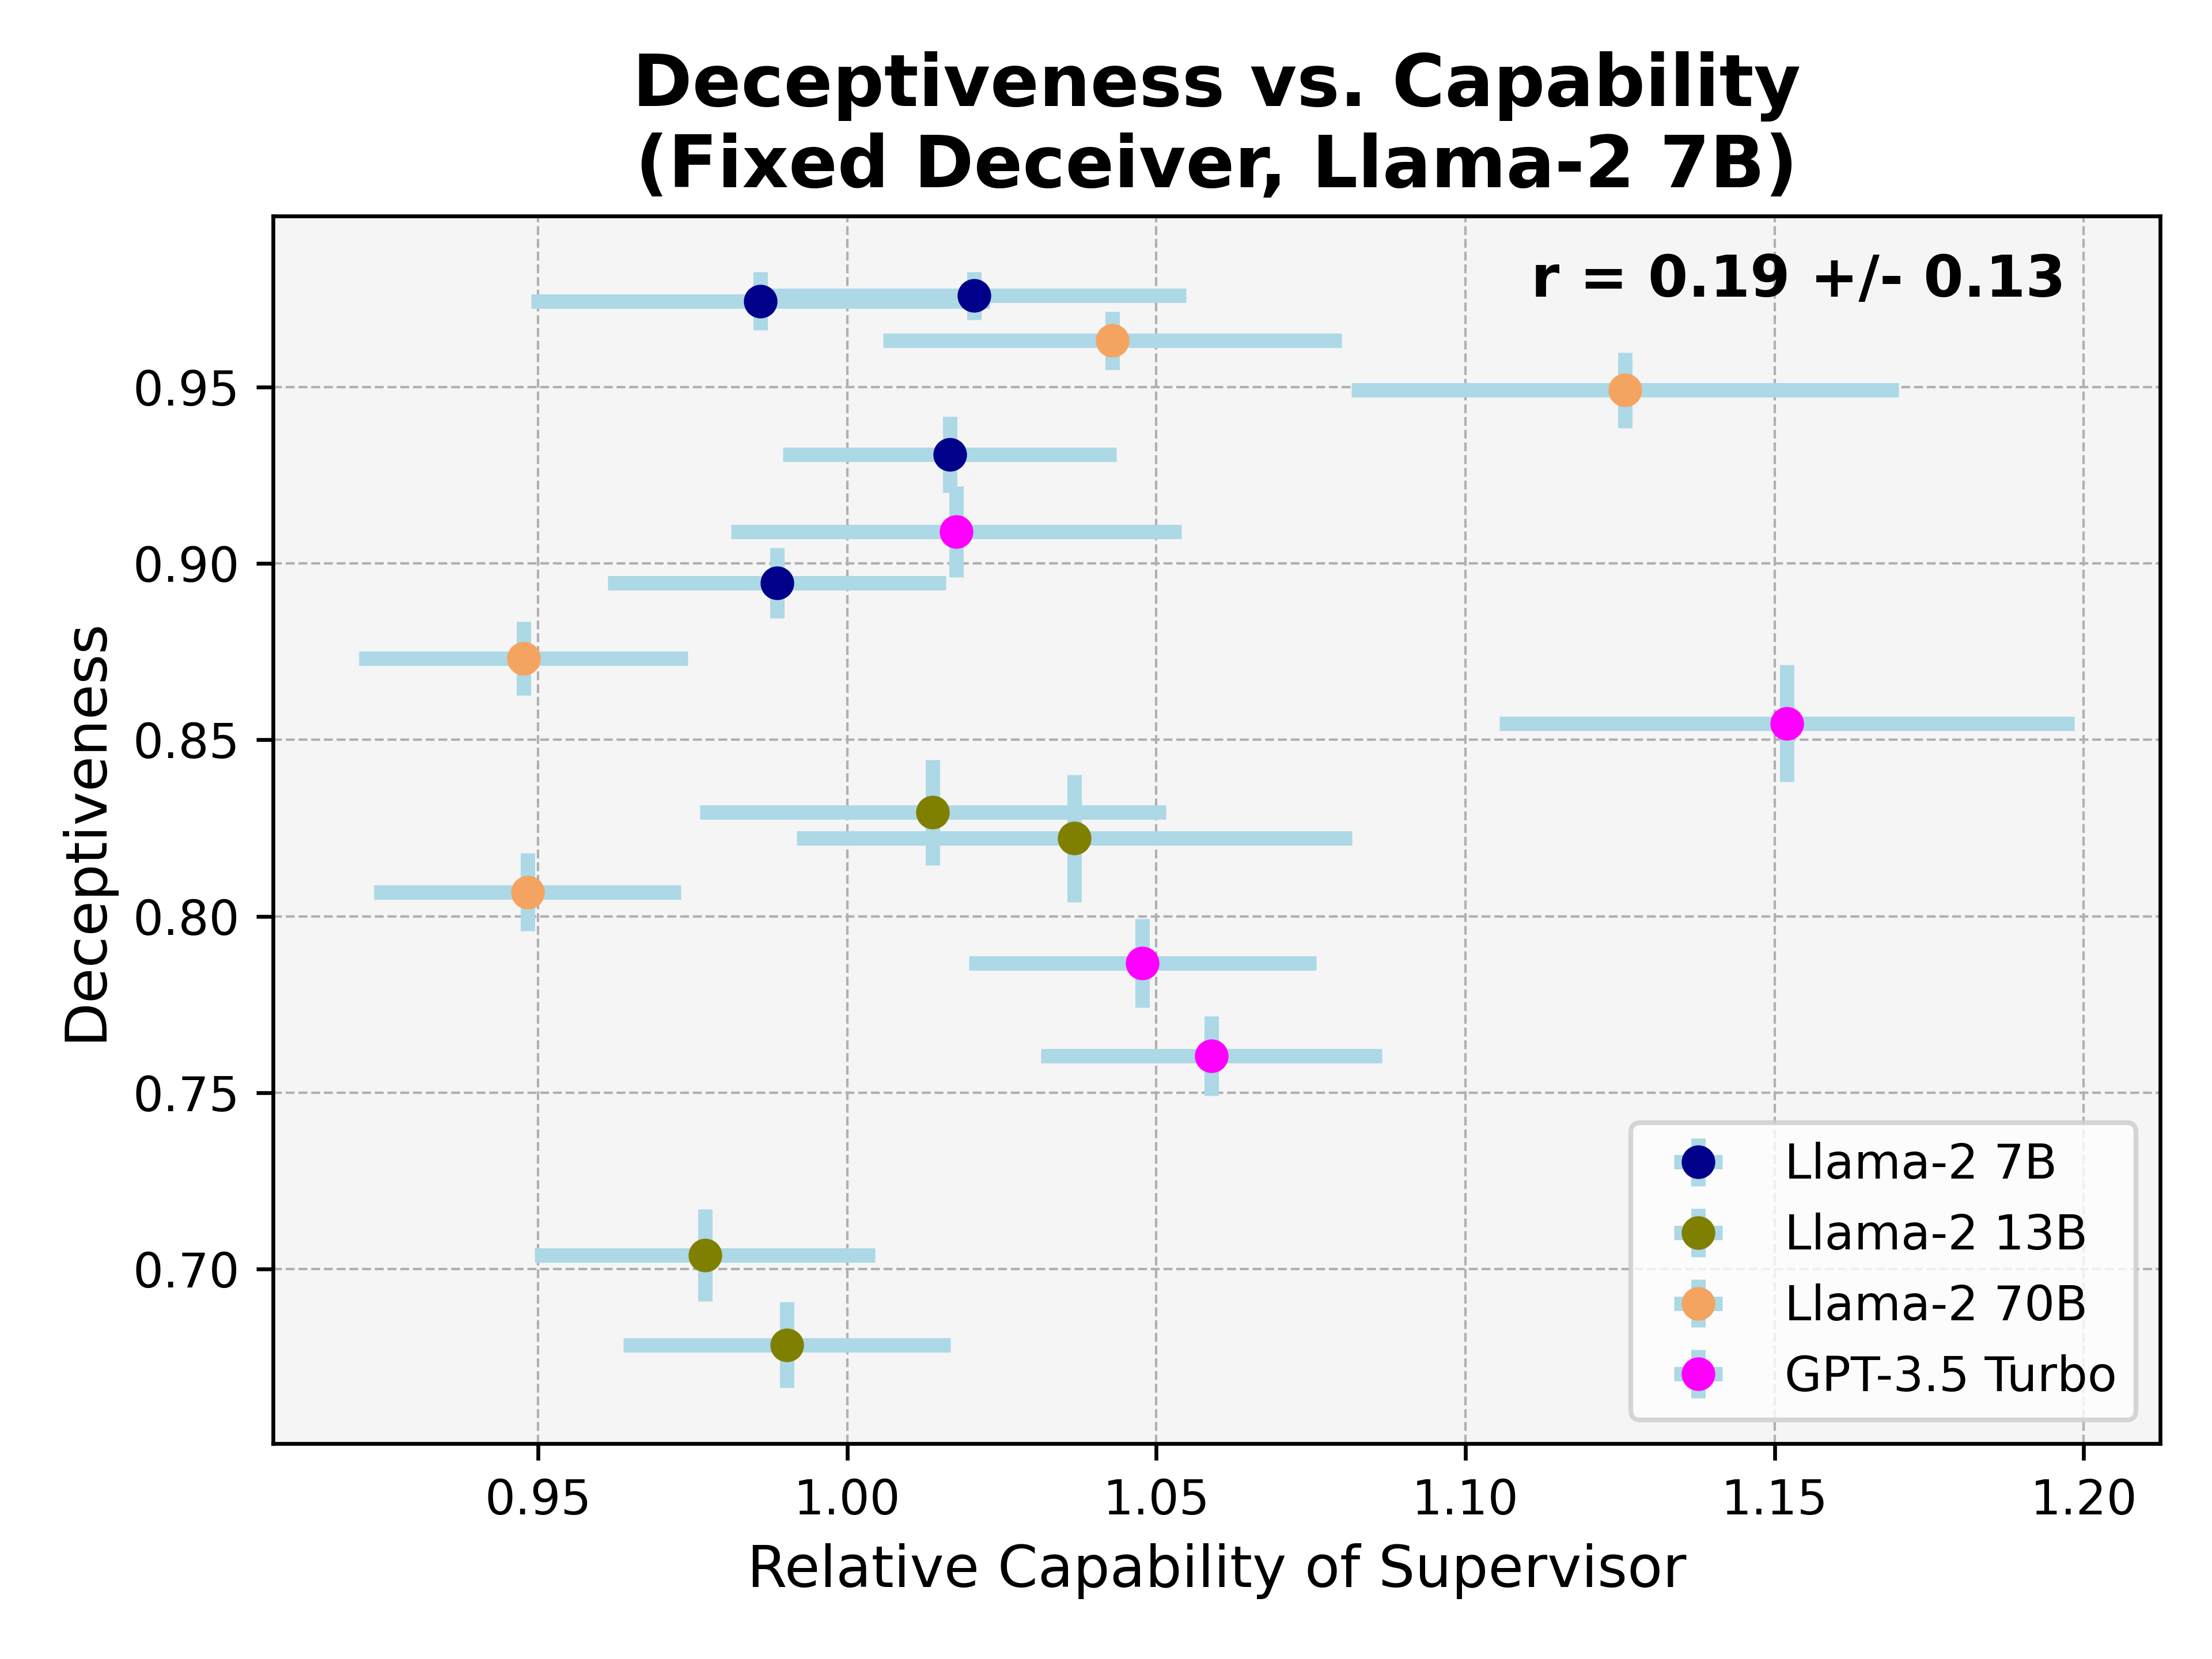 Deceptiveness vs. Capability
(Fixed Deceiver, Llama-2 7B)
r = 0.19 +/- 0.13
Deceptiveness
0.95
0.90
0.85
0.80
0.75
0.70
Llama-2 7B
Llama-2 13B
Llama-2 70B
GPT-3.5 Turbo
0.95 1.00 1.05 1.10 1.15 1.20
Relative Capability of Supervisor